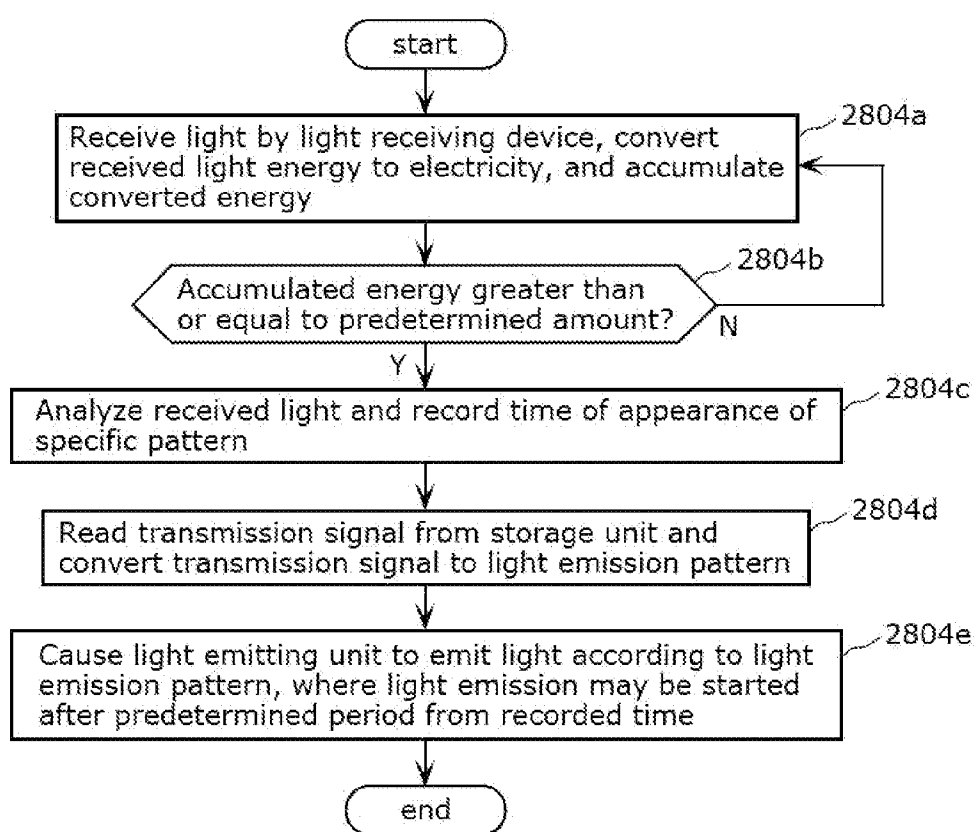 start
2804a
Receive light by light receiving device, convert
received light energy to electricity, and accumulate
converted energy
2804b
Accumulated energy greater than
or equal to predetermined amount?
N
Y
2804c
Analyze received light and record time of appearance of
specific pattern
2804d
Read transmission signal from storage unit and
convert transmission signal to light emission pattern
2804e
Cause light emitting unit to emit light according to light
emission pattern, where light emission may be started
after predetermined period from recorded time
end